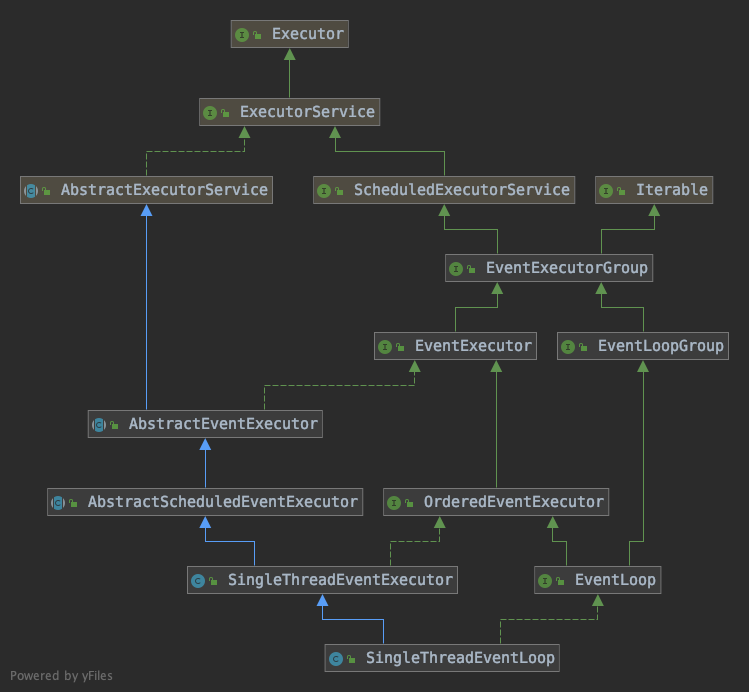 Executor
ExecutorService
AbstractExecutorService
ScheduledExecutorService
Iterable
EventExecutorGroup
EventExecutor
EventLoopGroup
AbstractEventExecutor
AbstractScheduledEventExecutor
OrderedEventExecutor
SingleThreadEventExecutor
EventLoop
SingleThreadEventLoop
Powered by yFiles